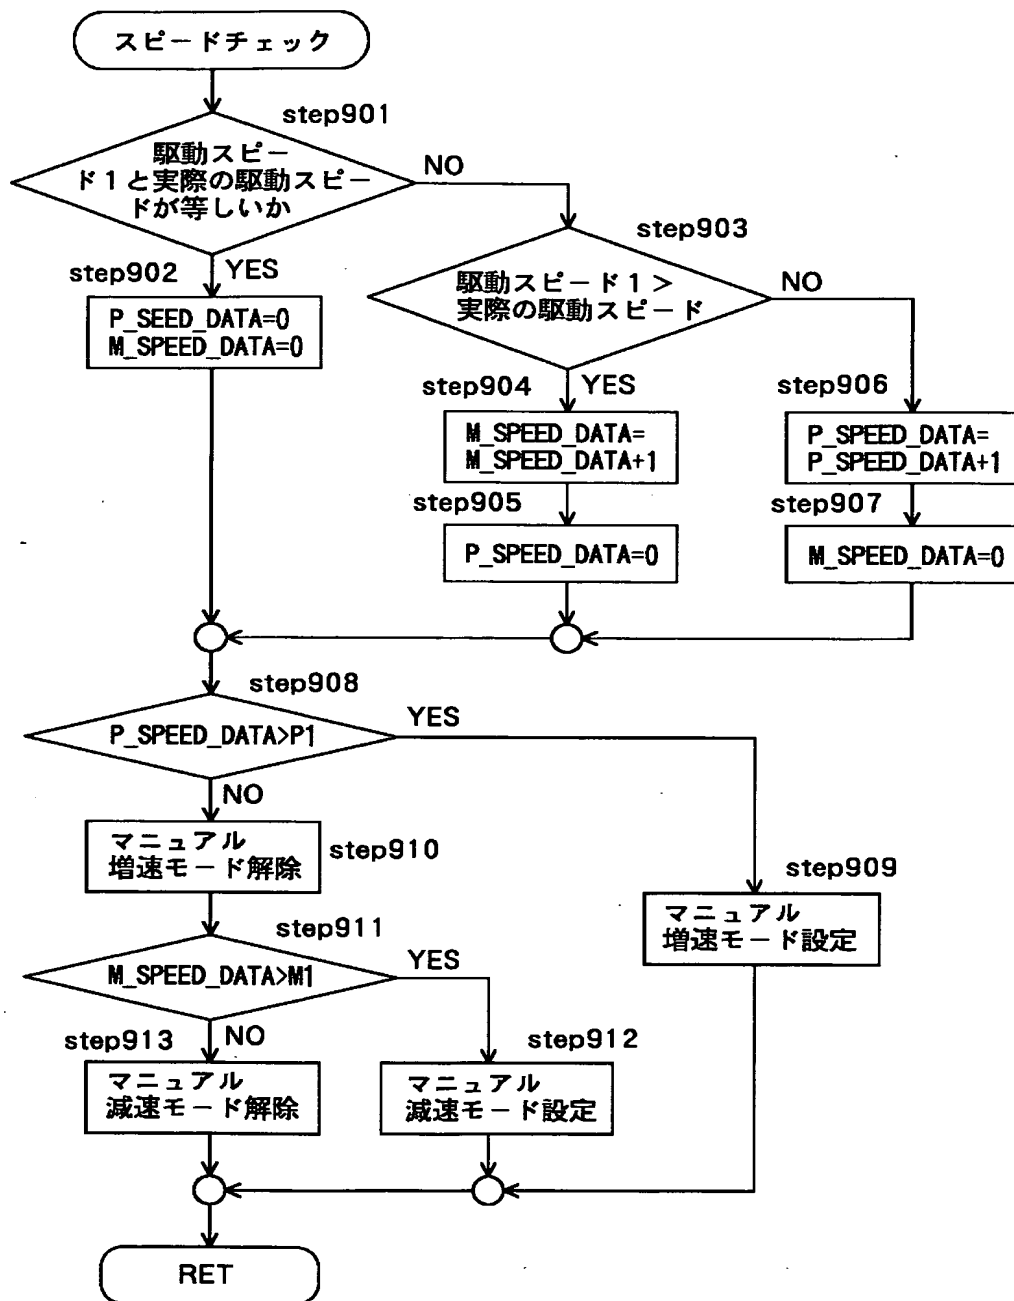 スピードチェック
step901
駆動スピー
ド1と実際の駆動スピー
ドが等しいか
NO
YES
step902
P_SEED_DATA=0
M_SPEED_DATA=0
step903
駆動スピード1>
実際の駆動スピード
NO
YES
step904
M_SPEED_DATA=
M_SPEED_DATA+1
step905
P_SPEED_DATA=0
step906
P_SPEED_DATA=
P_SPEED_DATA+1
step907
M_SPEED_DATA=0
step908
P_SPEED_DATA>P1
YES
NO
マニュアル
増速モード解除
step910
step909
マニュアル
増速モード設定
step911
M_SPEED_DATA>M1
YES
NO
step913
マニュアル
減速モード解除
step912
マニュアル
減速モード設定
RET